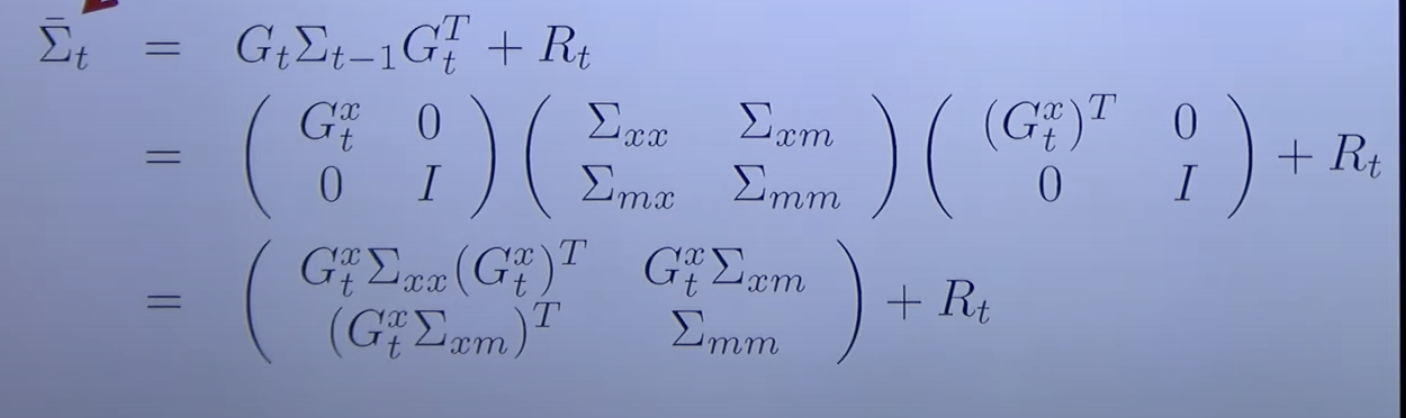 $\bar{\Sigma}_t = G_t \Sigma_{t-1} G_t^T + R_t$
$= \begin{pmatrix} G_t^x & 0 \\ 0 & I \end{pmatrix} \begin{pmatrix} \Sigma_{xx} & \Sigma_{xm} \\ \Sigma_{mx} & \Sigma_{mm} \end{pmatrix} \begin{pmatrix} (G_t^x)^T & 0 \\ 0 & I \end{pmatrix} + R_t$
$= \begin{pmatrix} G_t^x \Sigma_{xx} (G_t^x)^T & G_t^x \Sigma_{xm} \\ (G_t^x \Sigma_{xm})^T & \Sigma_{mm} \end{pmatrix} + R_t$